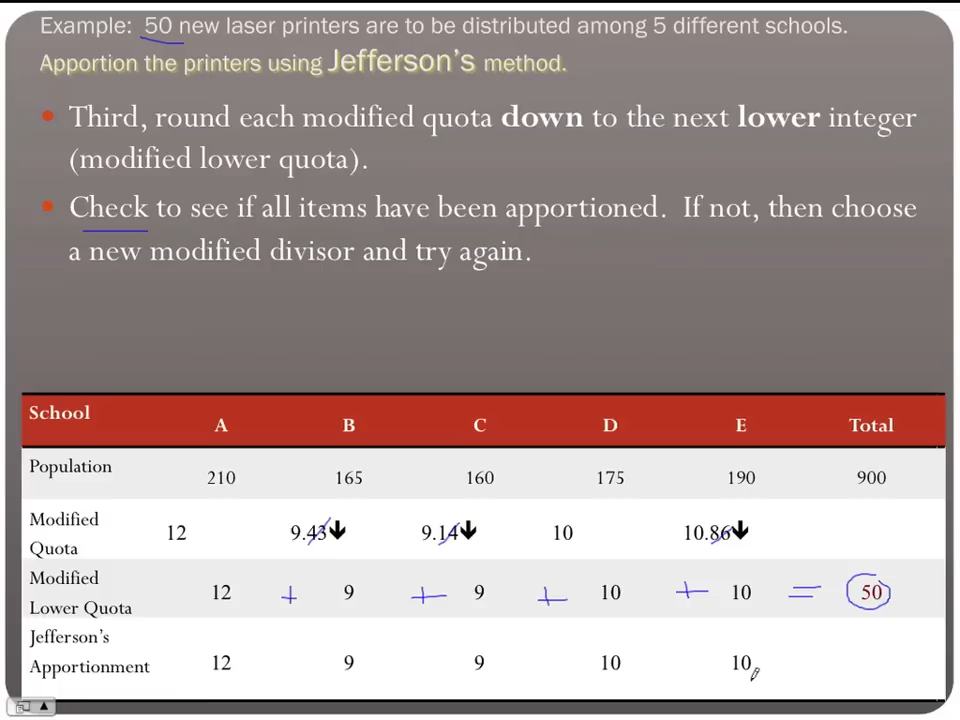 Example: 50 new laser printers are to be distributed among 5 different schools.
Apportion the printers using Jefferson's method.
• Third, round each modified quota down to the next lower integer
(modified lower quota).
• Check to see if all items have been apportioned. If not, then choose
a new modified divisor and try again.
School A B C D E Total
Population 210 165 160 175 190 900
Modified Quota 12 9.43 9.14 10 10.86
Modified Lower Quota 12 + 9 + 9 + 10 + 10 = 50
Jefferson's Apportionment 12 9 9 10 10